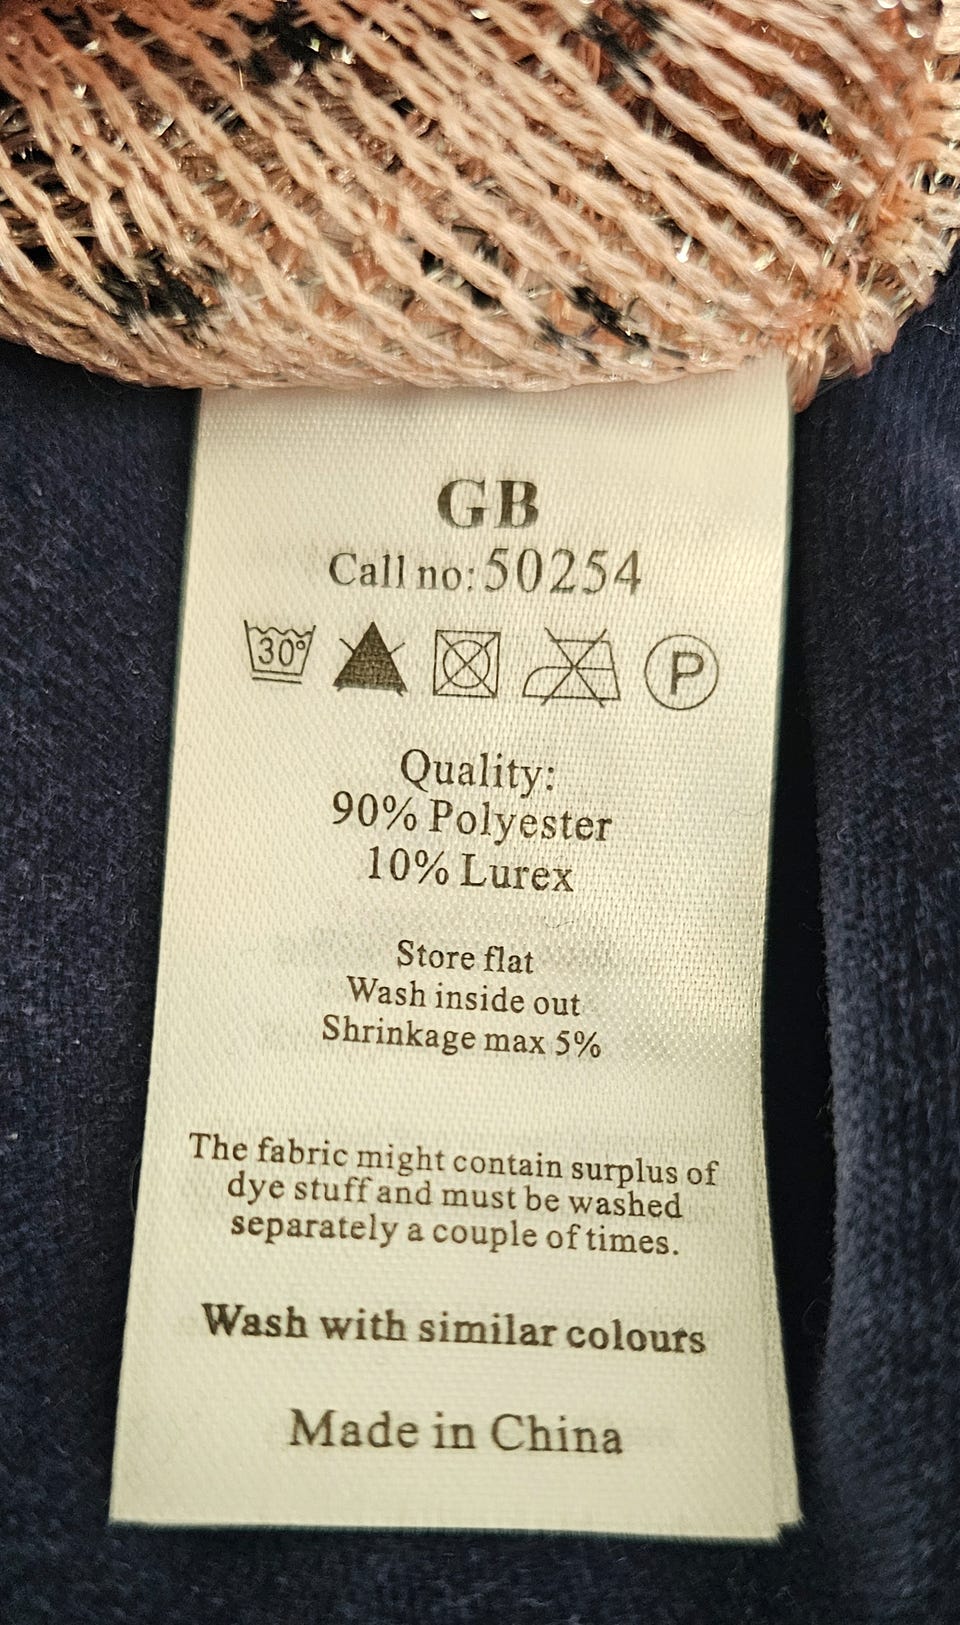 GB
Call no: 50254
30°
P
Quality:
90% Polyester
10% Lurex
Store flat
Wash inside out
Shrinkage max 5%
The fabric might contain surplus of
dye stuff and must be washed
separately a couple of times.
Wash with similar colours
Made in China